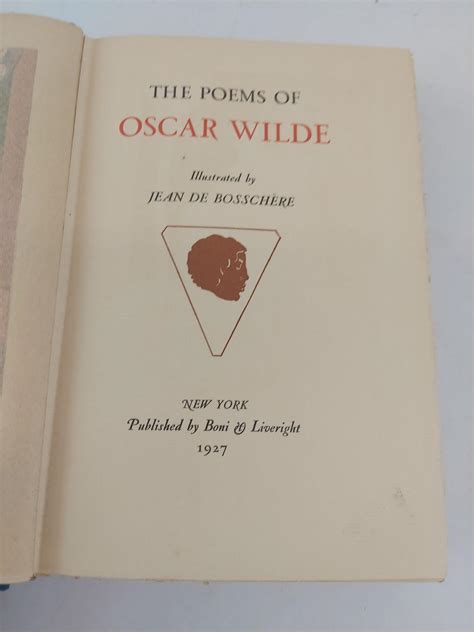 THE POEMS OF
OSCAR WILDE
Illustrated by
JEAN DE BOSSCHÈRE
NEW YORK
Published by Boni & Liveright
1927